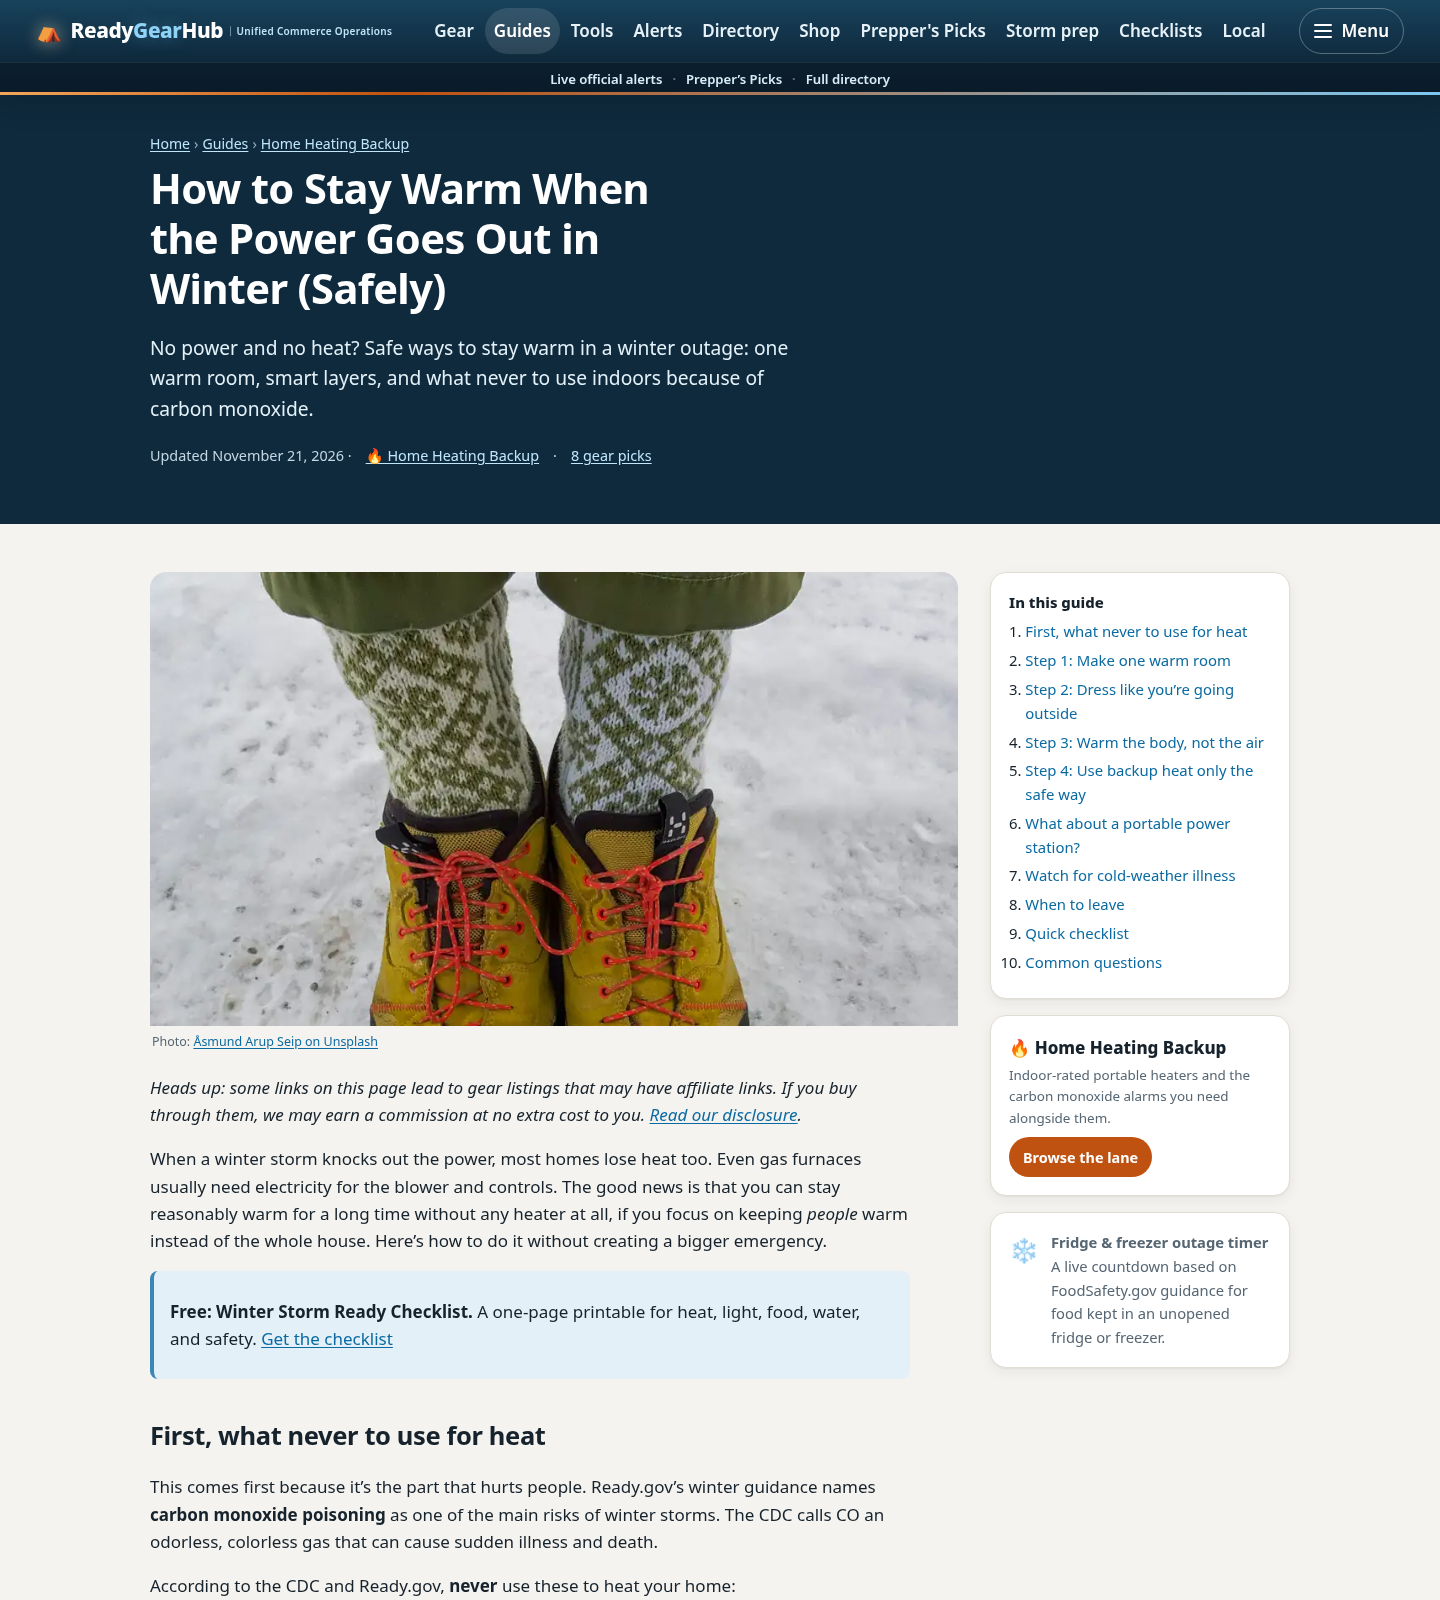 ReadyGearHub
Unified Commerce Operations
Gear
Guides
Tools
Alerts
Directory
Shop
Prepper's Picks
Storm prep
Checklists
Local
Menu
Live official alerts · Prepper’s Picks · Full directory
Home › Guides › Home Heating Backup
How to Stay Warm When
the Power Goes Out in
Winter (Safely)
No power and no heat? Safe ways to stay warm in a winter outage: one
warm room, smart layers, and what never to use indoors because of
carbon monoxide.
Updated November 21, 2026 · 🔥 Home Heating Backup · 8 gear picks
Photo: Åsmund Arup Seip on Unsplash
Heads up: some links on this page lead to gear listings that may have affiliate links. If you buy
through them, we may earn a commission at no extra cost to you. Read our disclosure.
When a winter storm knocks out the power, most homes lose heat too. Even gas furnaces
usually need electricity for the blower and controls. The good news is that you can stay
reasonably warm for a long time without any heater at all, if you focus on keeping people warm
instead of the whole house. Here’s how to do it without creating a bigger emergency.
Free: Winter Storm Ready Checklist. A one-page printable for heat, light, food, water,
and safety. Get the checklist
First, what never to use for heat
This comes first because it’s the part that hurts people. Ready.gov’s winter guidance names
carbon monoxide poisoning as one of the main risks of winter storms. The CDC calls CO an
odorless, colorless gas that can cause sudden illness and death.
According to the CDC and Ready.gov, never use these to heat your home:
In this guide
1. First, what never to use for heat
2. Step 1: Make one warm room
3. Step 2: Dress like you’re going
outside
4. Step 3: Warm the body, not the air
5. Step 4: Use backup heat only the
safe way
6. What about a portable power
station?
7. Watch for cold-weather illness
8. When to leave
9. Quick checklist
10. Common questions
🔥 Home Heating Backup
Indoor-rated portable heaters and the
carbon monoxide alarms you need
alongside them.
Browse the lane
Fridge & freezer outage timer
A live countdown based on
FoodSafety.gov guidance for
food kept in an unopened
fridge or freezer.